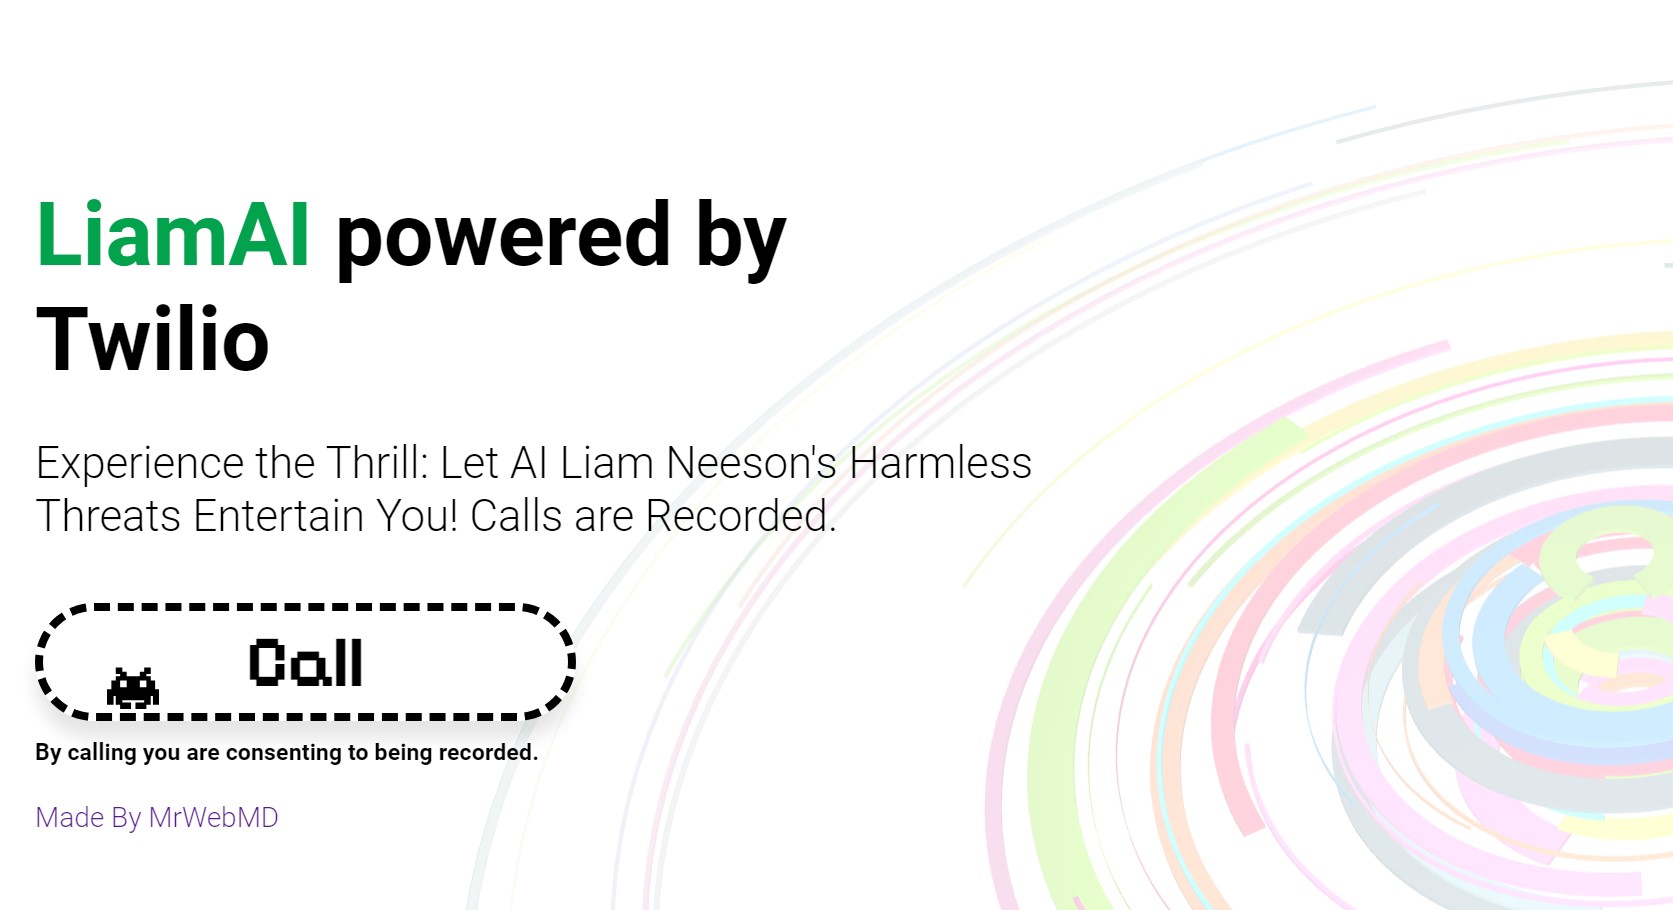 LiamAI powered by
Twilio
Experience the Thrill: Let AI Liam Neeson's Harmless
Threats Entertain You! Calls are Recorded.
Call
By calling you are consenting to being recorded.
Made By MrWebMD